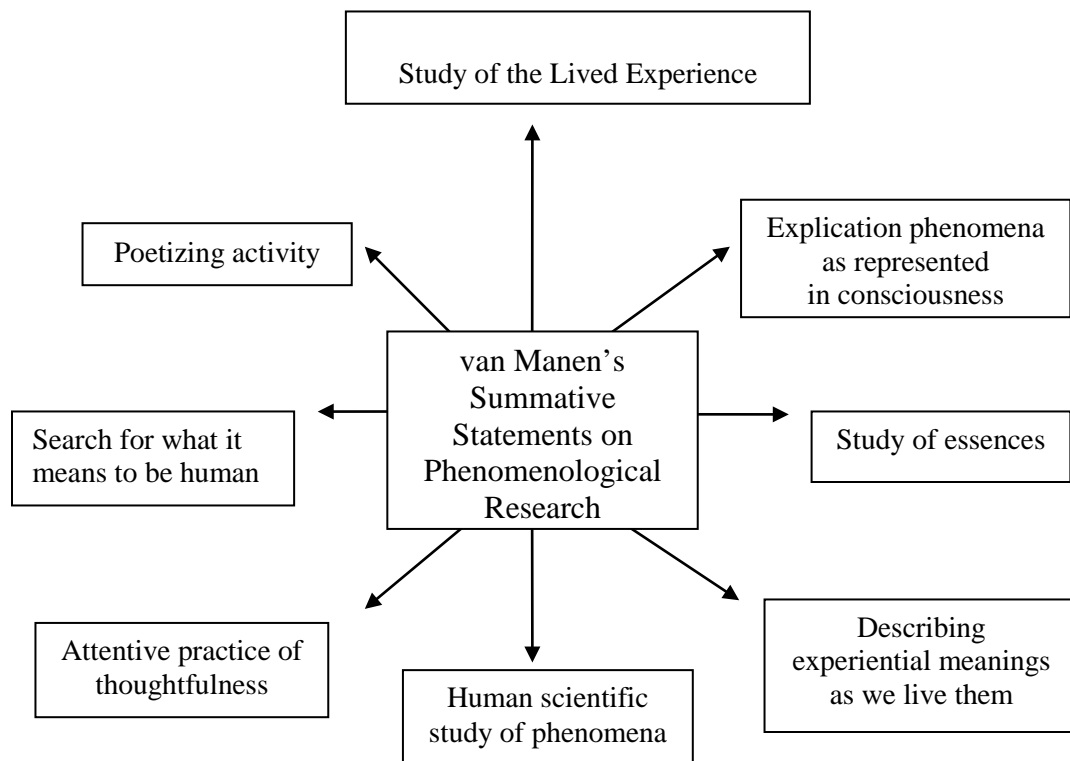 Study of the Lived Experience
Poetizing activity
Explication phenomena
as represented
in consciousness
van Manen’s
Summative
Statements on
Phenomenological
Research
Search for what it
means to be human
Study of essences
Attentive practice of
thoughtfulness
Human scientific
study of phenomena
Describing
experiential meanings
as we live them